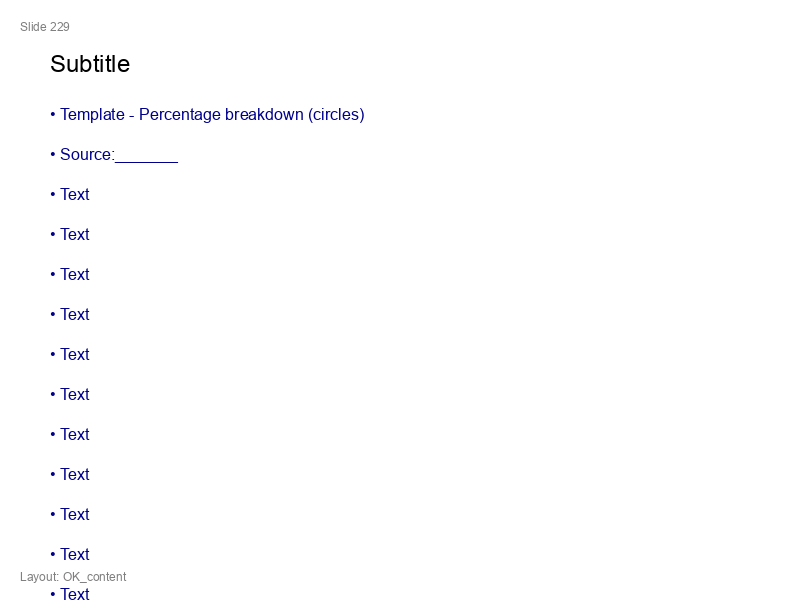 Slide 229
Subtitle
• Template - Percentage breakdown (circles)
• Source:_______
• Text
• Text
• Text
• Text
• Text
• Text
• Text
• Text
• Text
• Text
Layout: OK_content
• Text